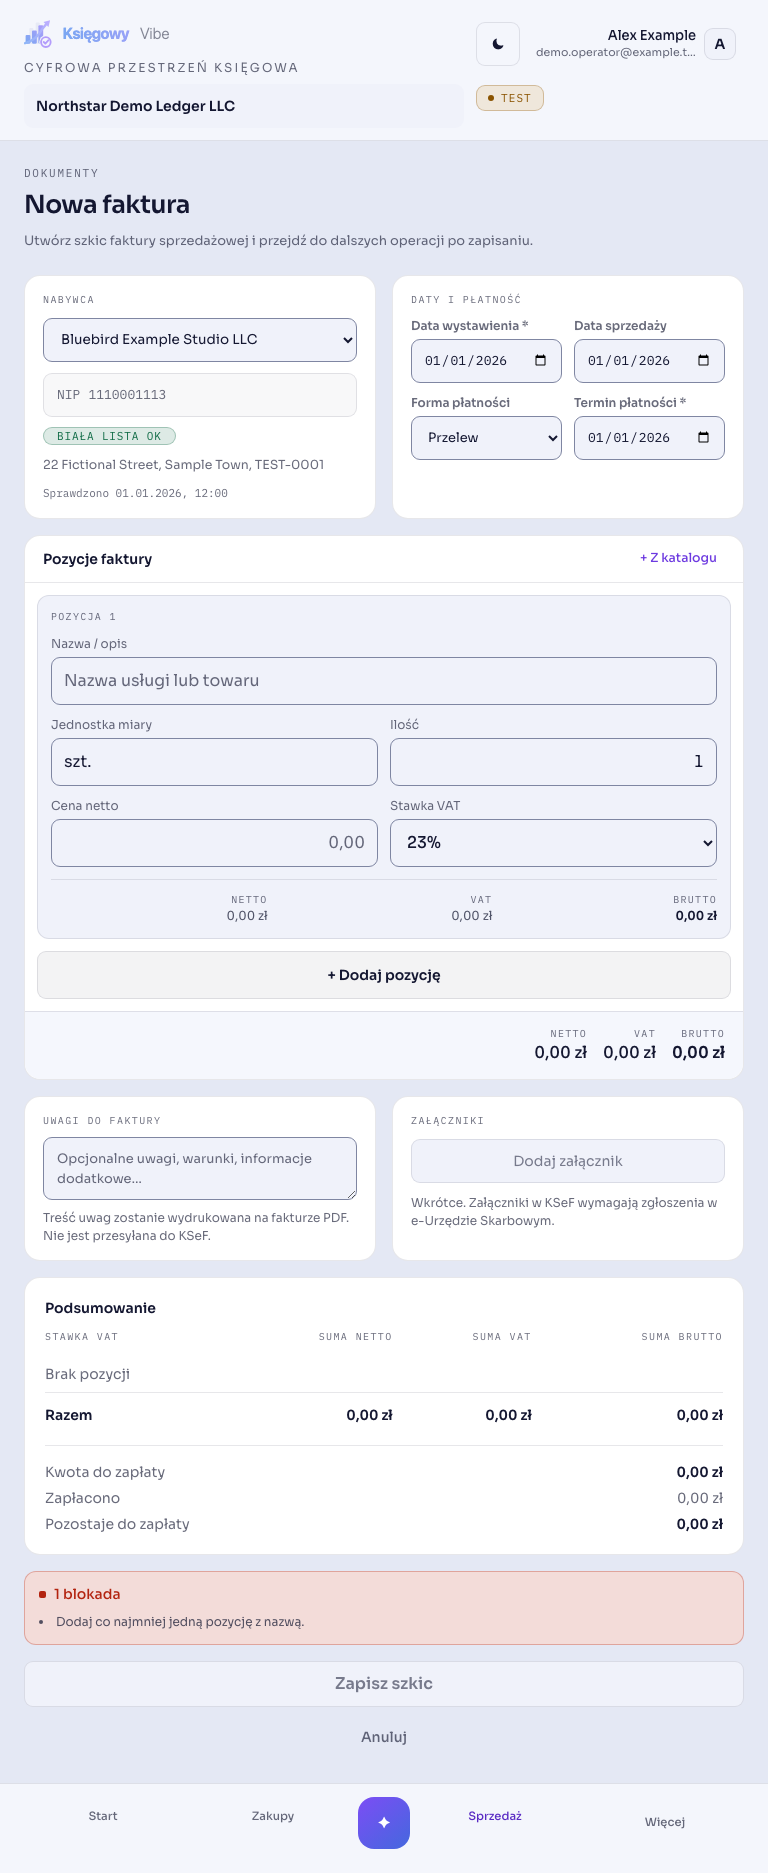 Księgowy Vibe
CYFROWA PRZESTRZEŃ KSIĘGOWA
Alex Example
demo.operator@example.t...
A
Northstar Demo Ledger LLC
TEST
DOKUMENTY
Nowa faktura
Utwórz szkic faktury sprzedażowej i przejdź do dalszych operacji po zapisaniu.
NABYWCA
Bluebird Example Studio LLC
NIP 1110001113
BIAŁA LISTA OK
22 Fictional Street, Sample Town, TEST-0001
Sprawdzono 01.01.2026, 12:00
DATY I PŁATNOŚĆ
Data wystawienia * Data sprzedaży
01/01/2026 01/01/2026
Forma płatności Termin płatności *
Przelew 01/01/2026
Pozycje faktury + Z katalogu
POZYCJA 1
Nazwa / opis
Nazwa usługi lub towaru
Jednostka miary Ilość
szt. 1
Cena netto Stawka VAT
0,00 23%
NETTO VAT BRUTTO
0,00 zł 0,00 zł 0,00 zł
+ Dodaj pozycję
NETTO VAT BRUTTO
0,00 zł 0,00 zł 0,00 zł
UWAGI DO FAKTURY
Opcjonalne uwagi, warunki, informacje
dodatkowe...
Treść uwag zostanie wydrukowana na fakturze PDF.
Nie jest przesyłana do KSeF.
ZAŁĄCZNIKI
Dodaj załącznik
Wkrótce. Załączniki w KSeF wymagają zgłoszenia w
e-Urzędzie Skarbowym.
Podsumowanie
STAWKA VAT SUMA NETTO SUMA VAT SUMA BRUTTO
Brak pozycji
Razem 0,00 zł 0,00 zł 0,00 zł
Kwota do zapłaty 0,00 zł
Zapłacono 0,00 zł
Pozostaje do zapłaty 0,00 zł
1 blokada
• Dodaj co najmniej jedną pozycję z nazwą.
Zapisz szkic
Anuluj
Start Zakupy Sprzedaż Więcej